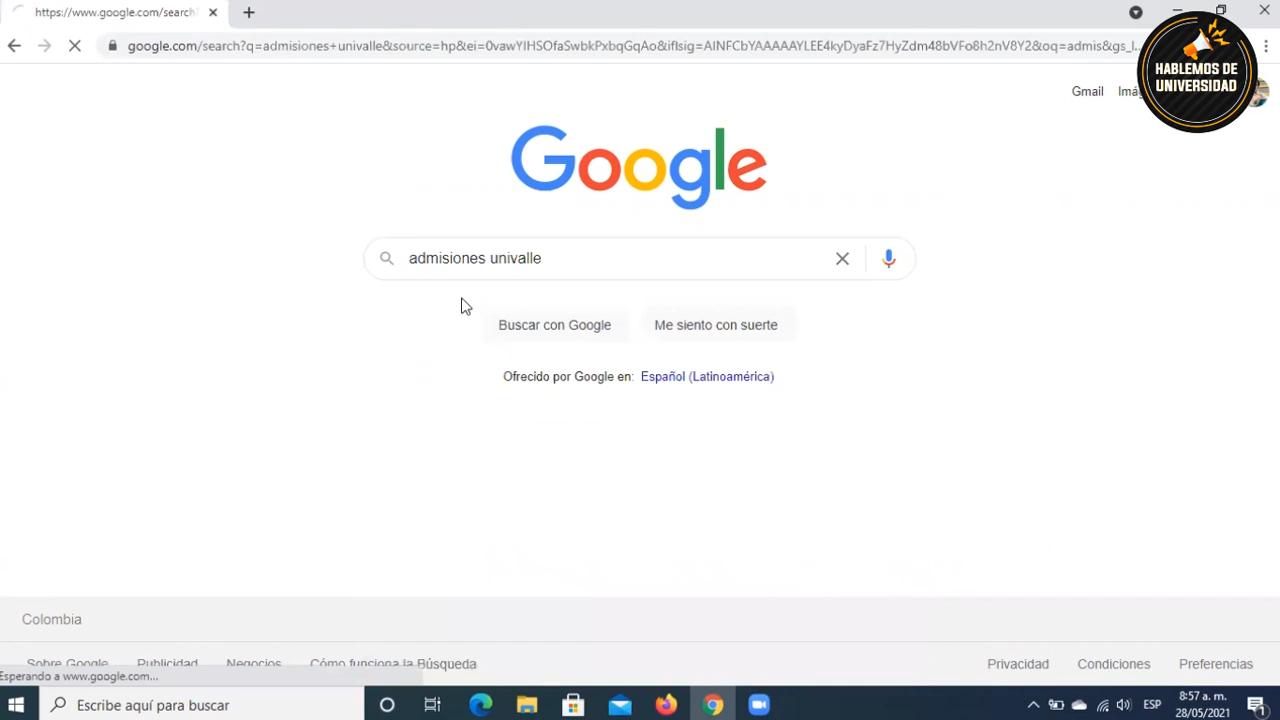 https://www.google.com/search?
google.com/search?q=admisiones+univalle&source=hp&ei=0vawYIHSOfaSwbkPxbqGqAo&iflsig=AINFCbYAAAAAYLEE4kyDyaFz7HyZdm48bVFo8h2nV8Y2&oq=admis&gs_l...
HABLEMOS DE
UNIVERSIDAD
Gmail
Google
admisiones univalle
Buscar con Google Me siento con suerte
Ofrecido por Google en: Español (Latinoamérica)
Colombia
Sobre Google Publicidad Negocios Cómo funciona la Búsqueda Privacidad Condiciones Preferencias
Esperando a www.google.com...
Escribe aquí para buscar
ESP
8:57 a. m.
28/05/2021
1